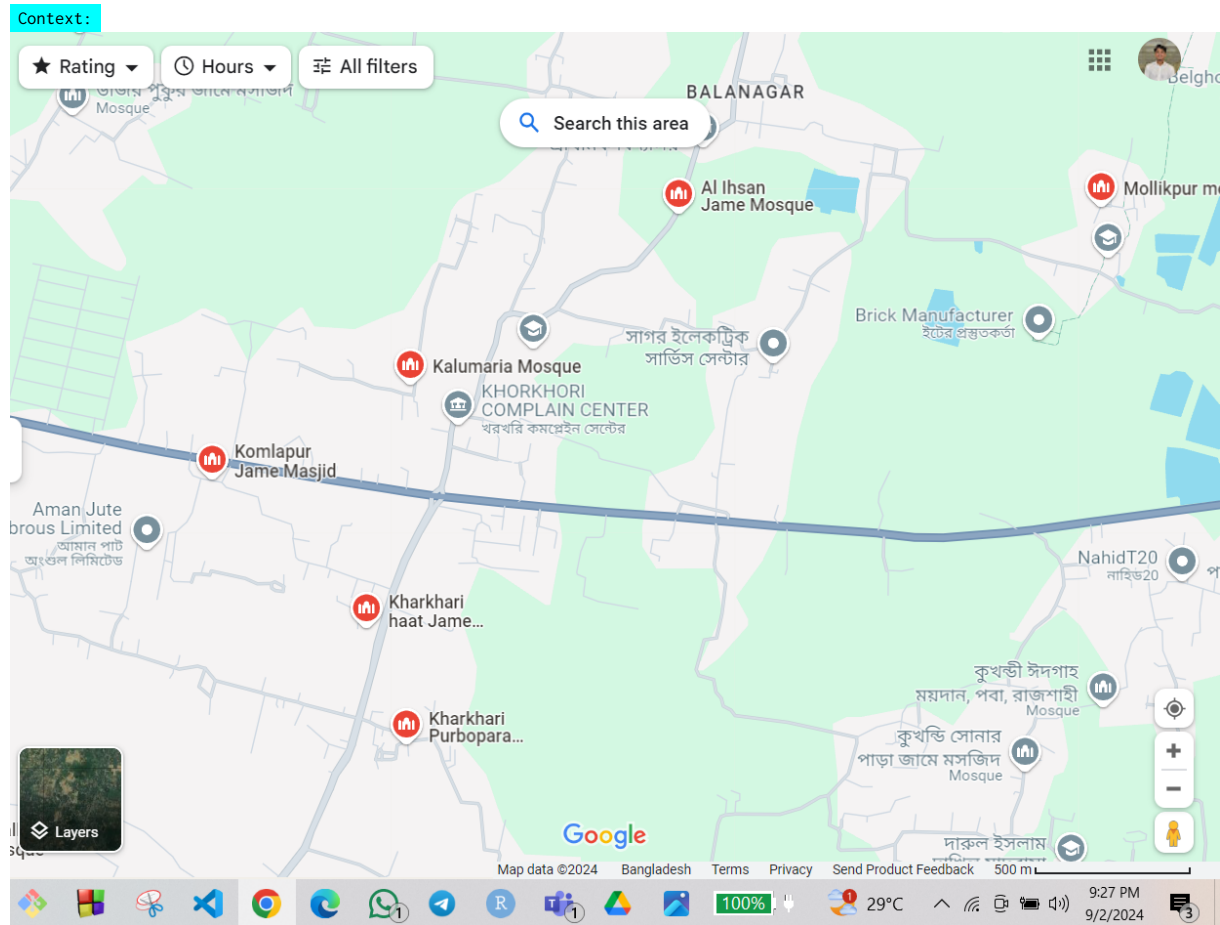 Context:
Rating
Hours
All filters
Mosque
BALANAGAR
Search this area
Al Ihsan
Jame Mosque
Mollikpur
Brick Manufacturer
ইটের প্রস্তুতকর্তা
সাগর ইলেকট্রিক
সার্ভিস সেন্টার
Kalumaria Mosque
KHORKHORI
COMPLAIN CENTER
খরখরি কমপ্লেইন সেন্টের
Komlapur
Jame Masjid
Aman Jute
brous Limited
আমান পাট
অংশুল লিমিটেড
NahidT20
নাহিড20
Kharkhari
haat Jame...
কুখন্ডী ঈদগাহ
ময়দান, পবা, রাজশাহী
Mosque
Kharkhari
Purbopara...
কুখন্ডি সোনার
পাড়া জামে মসজিদ
Mosque
Layers
Google
দারুল ইসলাম
Map data ©2024 Bangladesh Terms Privacy Send Product Feedback 500 m
1
R
1
100%
1
29°C
9:27 PM
9/2/2024
3